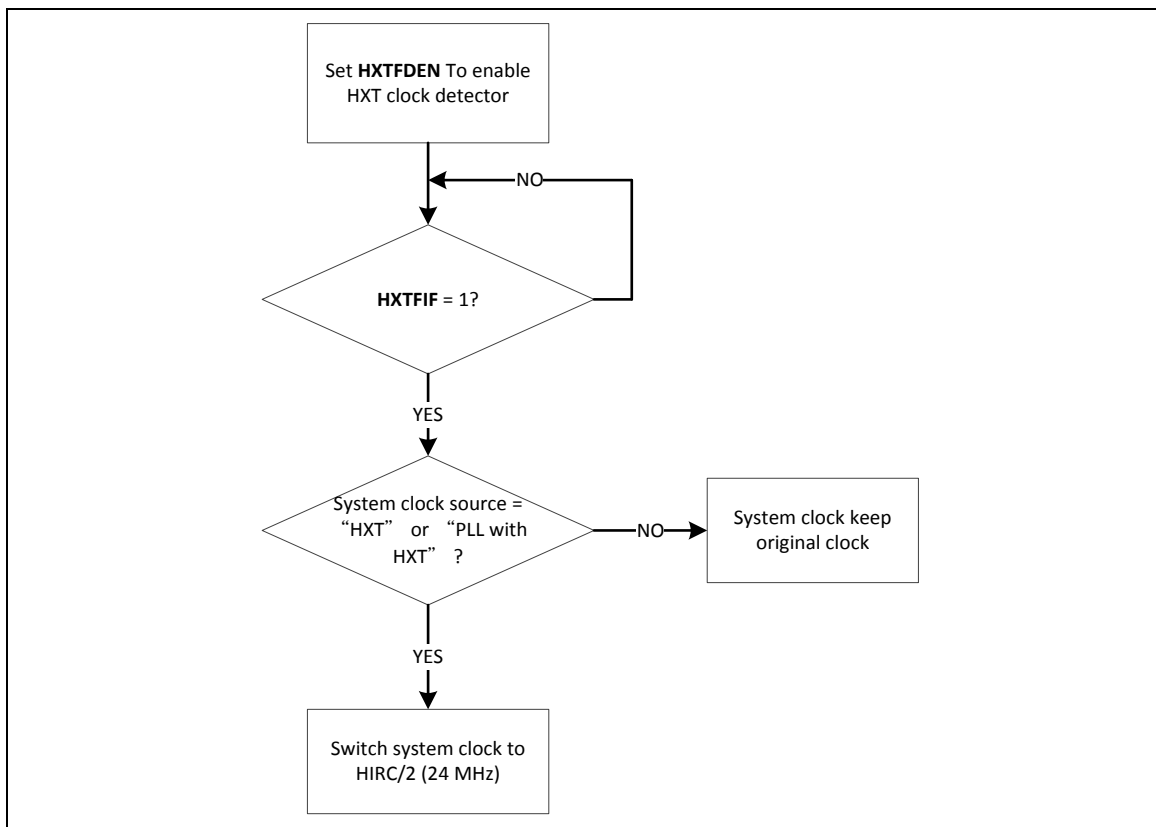 Set HXTFDEN To enable
HXT clock detector
NO
HXTFIF = 1?
YES
System clock source =
“HXT” or “PLL with
HXT” ?
NO
System clock keep
original clock
YES
Switch system clock to
HIRC/2 (24 MHz)